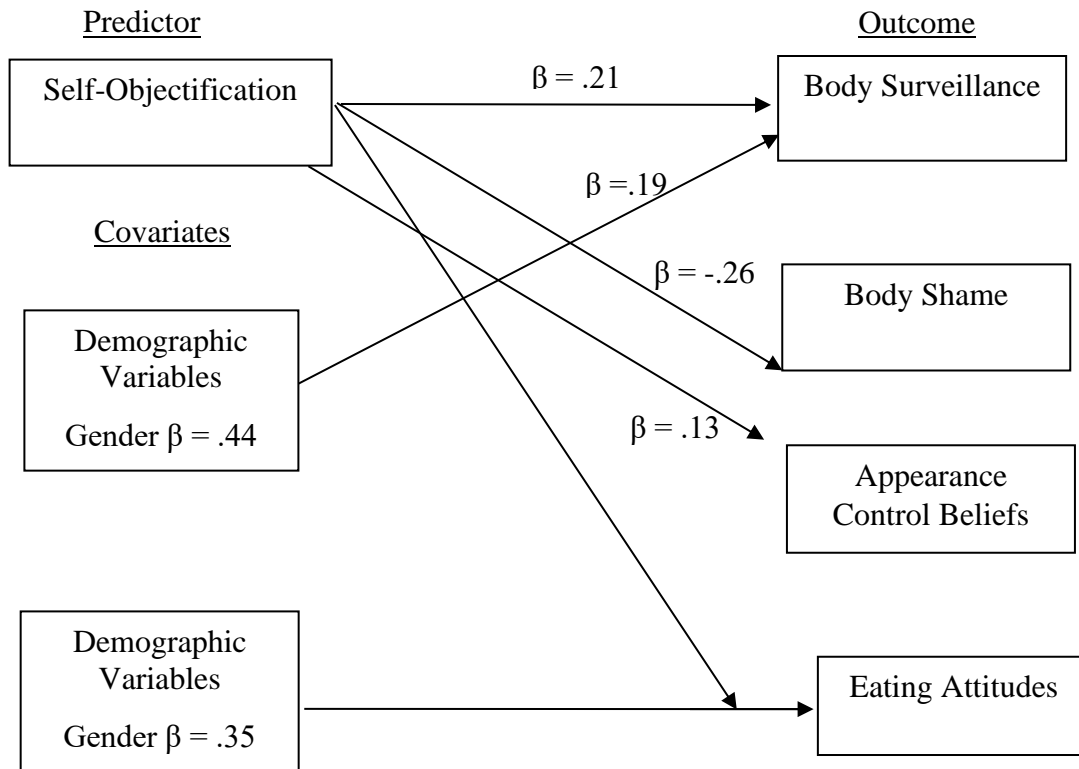 Predictor
Outcome
Self-Objectification
β = .21
Body Surveillance
β =.19
Covariates
β = -.26
Body Shame
Demographic
Variables
Gender β = .44
β = .13
Appearance
Control Beliefs
Demographic
Variables
Gender β = .35
Eating Attitudes